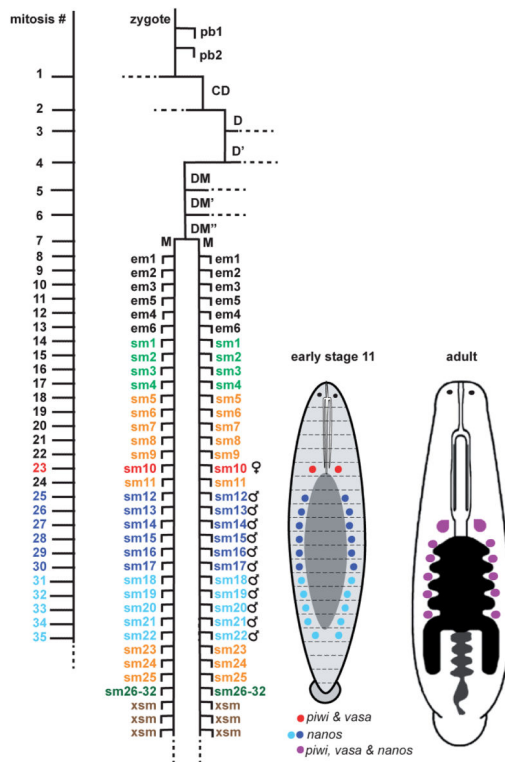 mitosis # zygote
pb1
pb2
1
CD
2
D
3
D'
4
DM
5
DM'
6
DM"
7 M M
8 em1 em1
9 em2 em2
10 em3 em3
11 em5 em5
12 em4 em4
13 em6 em6
14 sm1 sm1
15 sm2 sm2
16 sm3 sm3
17 sm4 sm4
18 sm5 sm5
19 sm6 sm6
20 sm7 sm7
21 sm8 sm8
22 sm9 sm9
23 sm10 sm10 ♀
24 sm11 sm11
25 sm12 sm12♂
26 sm13 sm13♂
27 sm14 sm14♂
28 sm15 sm15♂
29 sm16 sm16♂
30 sm17 sm17♂
31 sm18 sm18♂
32 sm19 sm19♂
33 sm20 sm20♂
34 sm21 sm21♂
35 sm22 sm22♂
sm23 sm23
sm24 sm24
sm25 sm25
sm26-32 sm26-32
xsm xsm
xsm xsm
xsm xsm
early stage 11
adult
piwi & vasa
nanos
piwi, vasa & nanos